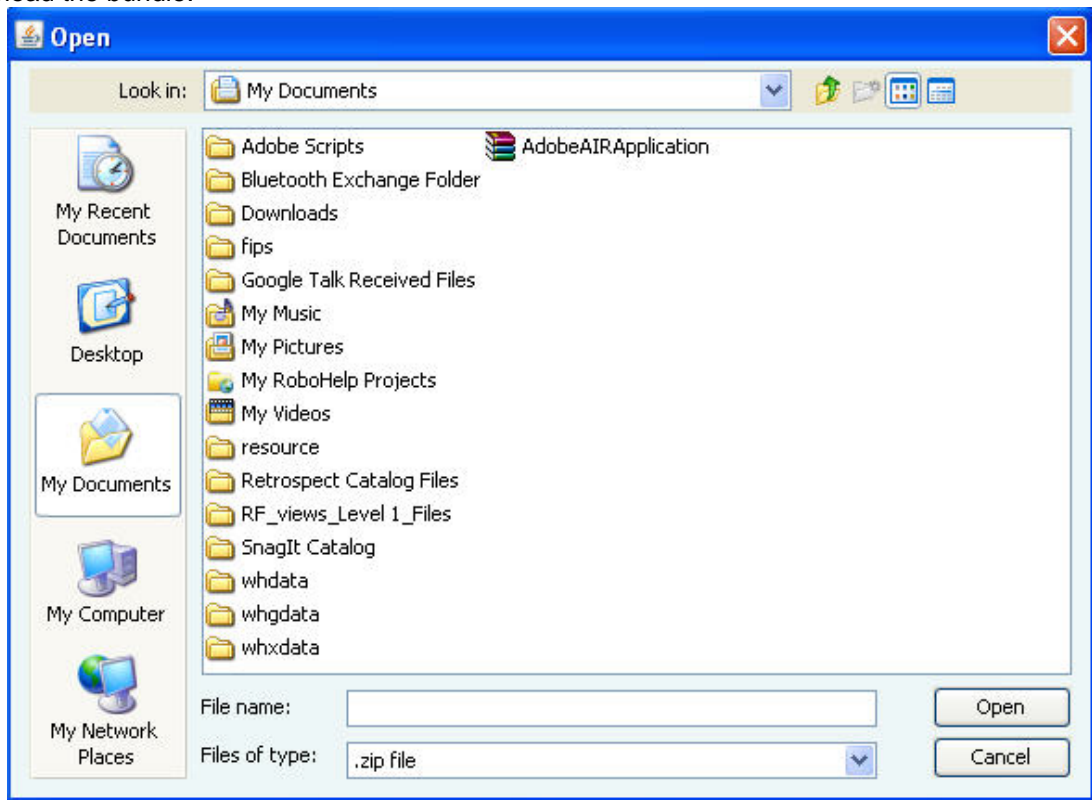 load the bundle.
Open
Look in: My Documents
Adobe Scripts AdobeAIRApplication
Bluetooth Exchange Folder
Downloads
fips
Google Talk Received Files
My Music
My Pictures
My RoboHelp Projects
My Videos
resource
Retrospect Catalog Files
RF_views_Level 1_Files
SnagIt Catalog
whdata
whgdata
whxdata
My Recent
Documents
Desktop
My Documents
My Computer
My Network
Places
File name: Open
Files of type: .zip file Cancel